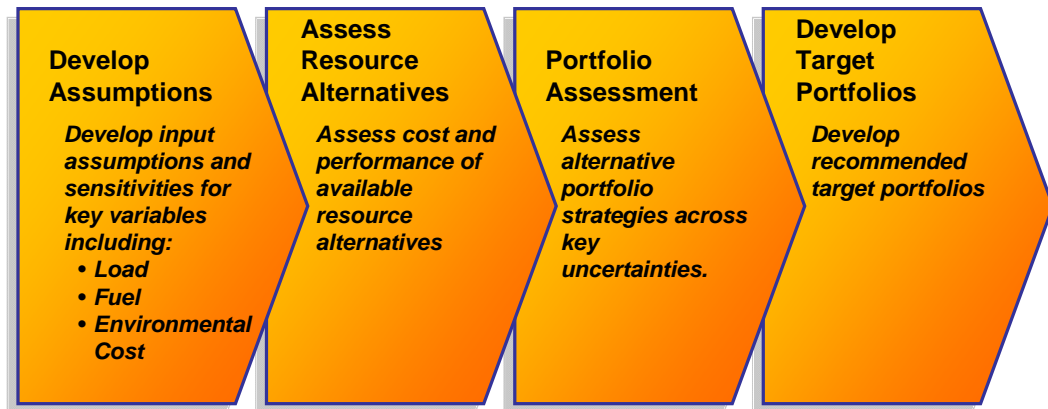 Develop
Assumptions
Develop input
assumptions and
sensitivities for
key variables
including:
• Load
• Fuel
• Environmental
Cost
Assess
Resource
Alternatives
Assess cost and
performance of
available
resource
alternatives
Portfolio
Assessment
Assess
alternative
portfolio
strategies across
key
uncertainties.
Develop
Target
Portfolios
Develop
recommended
target portfolios